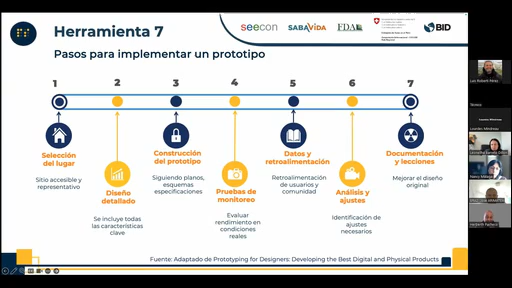 Herramienta 7
seecon
SABAVIDA
FDAL
BID
Pasos para implementar un prototipo
1 2 3 4 5 6 7
Selección
del lugar
Sitio accesible y
representativo
Diseño
detallado
Se incluye todas
las características
clave
Construcción
del prototipo
Siguiendo planos,
esquemas
especificaciones
Pruebas de
monitoreo
Evaluar
rendimiento en
condiciones
reales
Datos y
retroalimentación
Retroalimentación
de usuarios y
comunidad
Análisis y
ajustes
Identificación de
ajustes
necesarios
Documentación
y lecciones
Mejorar el diseño
original
Fuente: Adaptado de Prototyping for Designers: Developing the Best Digital and Physical Products